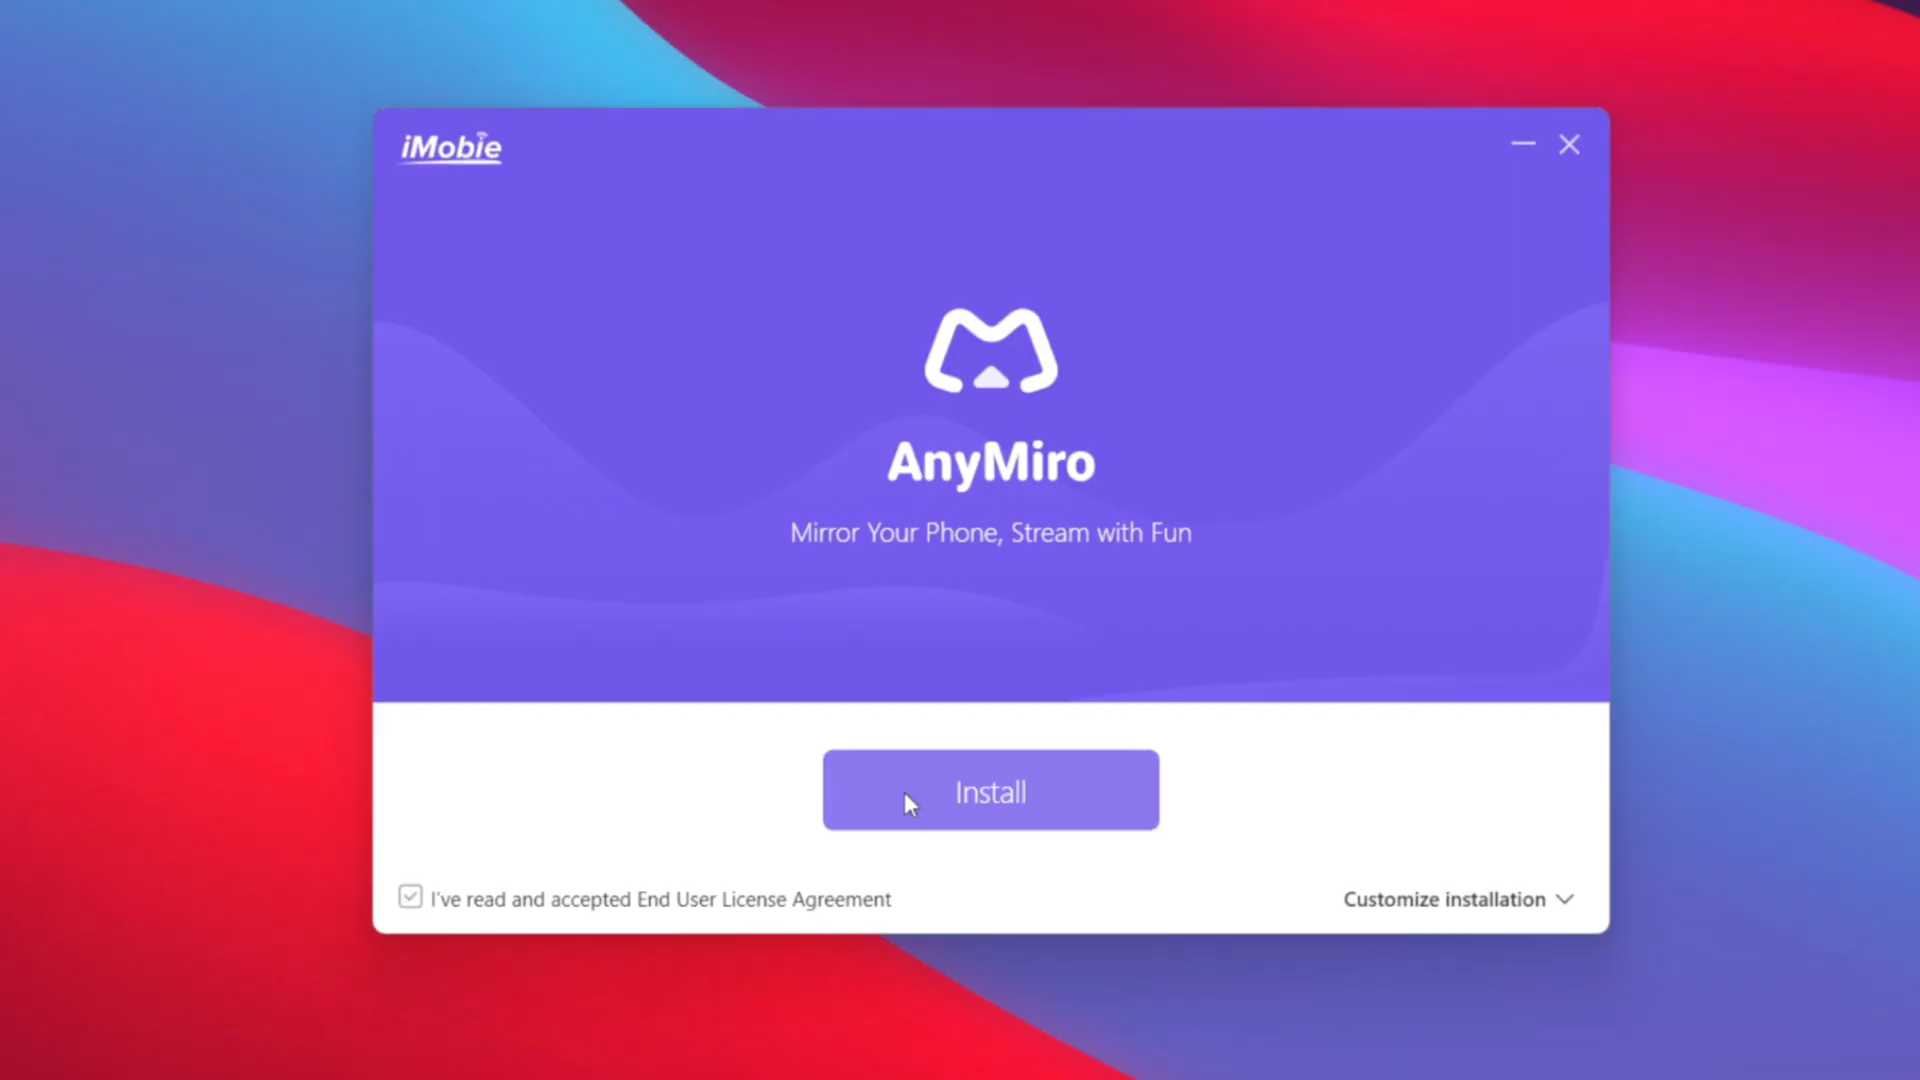 iMobie
AnyMiro
Mirror Your Phone, Stream with Fun
Install
I've read and accepted End User License Agreement
Customize installation